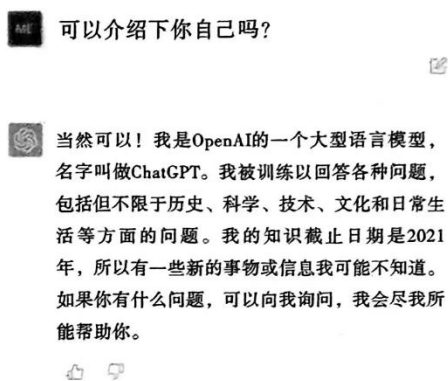 ME
可以介绍下你自己吗?
当然可以！我是OpenAI的一个大型语言模型，
名字叫做ChatGPT。我被训练以回答各种问题，
包括但不限于历史、科学、技术、文化和日常生
活等方面的问题。我的知识截止日期是2021
年，所以有一些新的事物或信息我可能不知道。
如果你有什么问题，可以向我询问，我会尽我所
能帮助你。